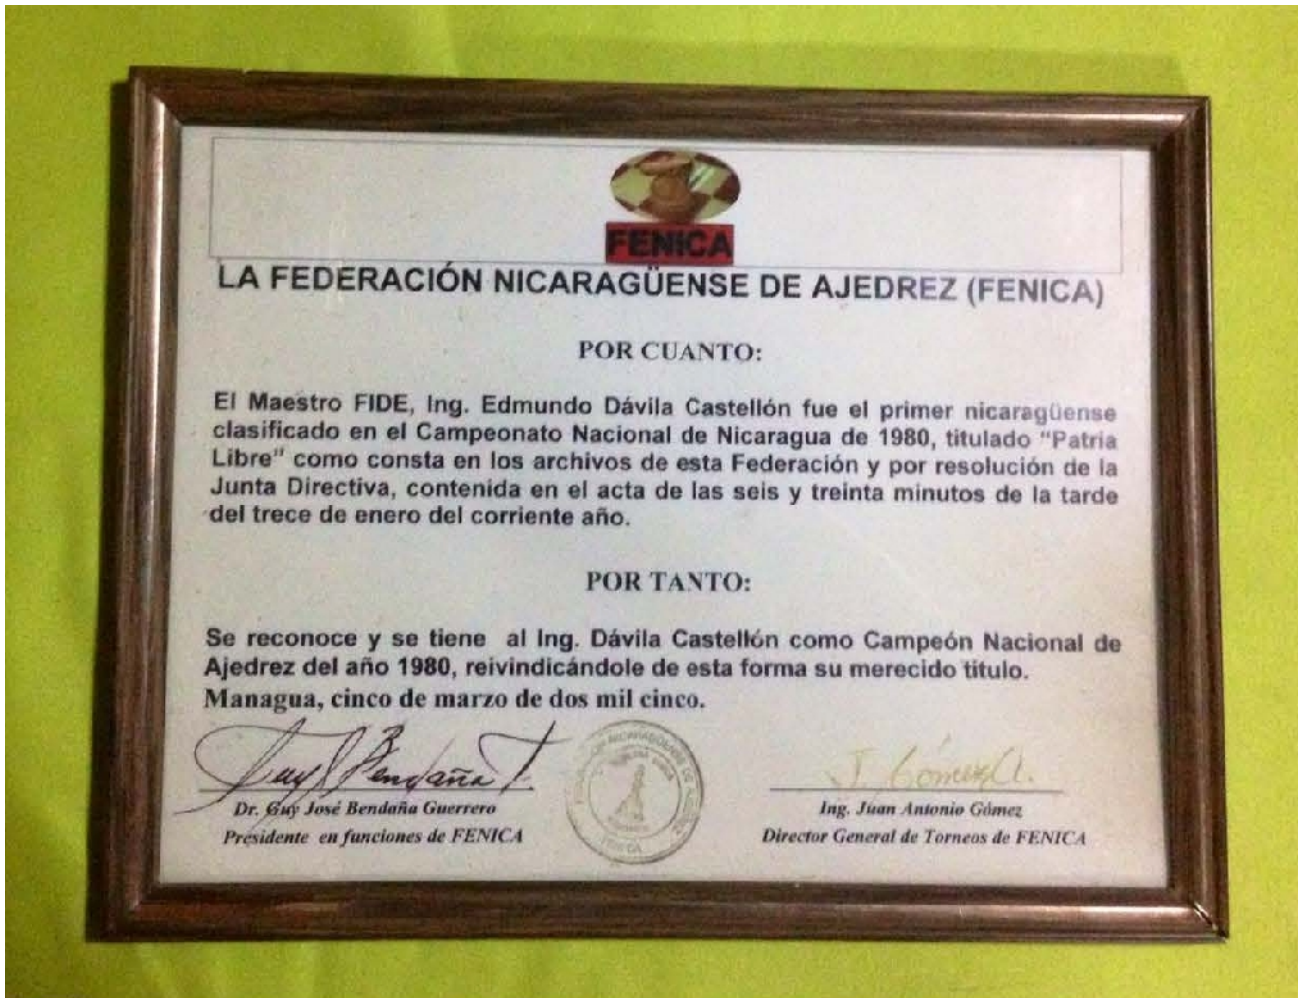 FENICA
LA FEDERACIÓN NICARAGÜENSE DE AJEDREZ (FENICA)
POR CUANTO:
El Maestro FIDE, Ing. Edmundo Dávila Castellón fue el primer nicaragüense
clasificado en el Campeonato Nacional de Nicaragua de 1980, titulado “Patria
Libre” como consta en los archivos de esta Federación y por resolución de la
Junta Directiva, contenida en el acta de las seis y treinta minutos de la tarde
del trece de enero del corriente año.
POR TANTO:
Se reconoce y se tiene al Ing. Dávila Castellón como Campeón Nacional de
Ajedrez del año 1980, reivindicándole de esta forma su merecido titulo.
Managua, cinco de marzo de dos mil cinco.
Guy J Bendaña
J. Gómez A.
Dr. Guy José Bendaña Guerrero
Presidente en funciones de FENICA
Ing. Juan Antonio Gómez
Director General de Torneos de FENICA